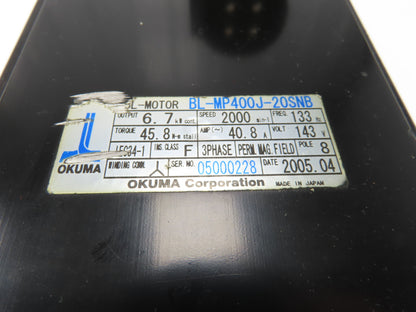 BL-MOTOR BL-MP400J-20SNB
OUTPUT 6.7 kW cont. SPEED 2000 min-1 FREQ. 133
TORQUE 45.8 N-m stall AMP(~) 40.8 A VOLT 143 V
IEC34-1 INS CLASS F 3PHASE PERM. MAG. FIELD POLE 8
OKUMA WINDING CONN. SER NO. 05000228 DATE 2005.04
OKUMA Corporation MADE IN JAPAN